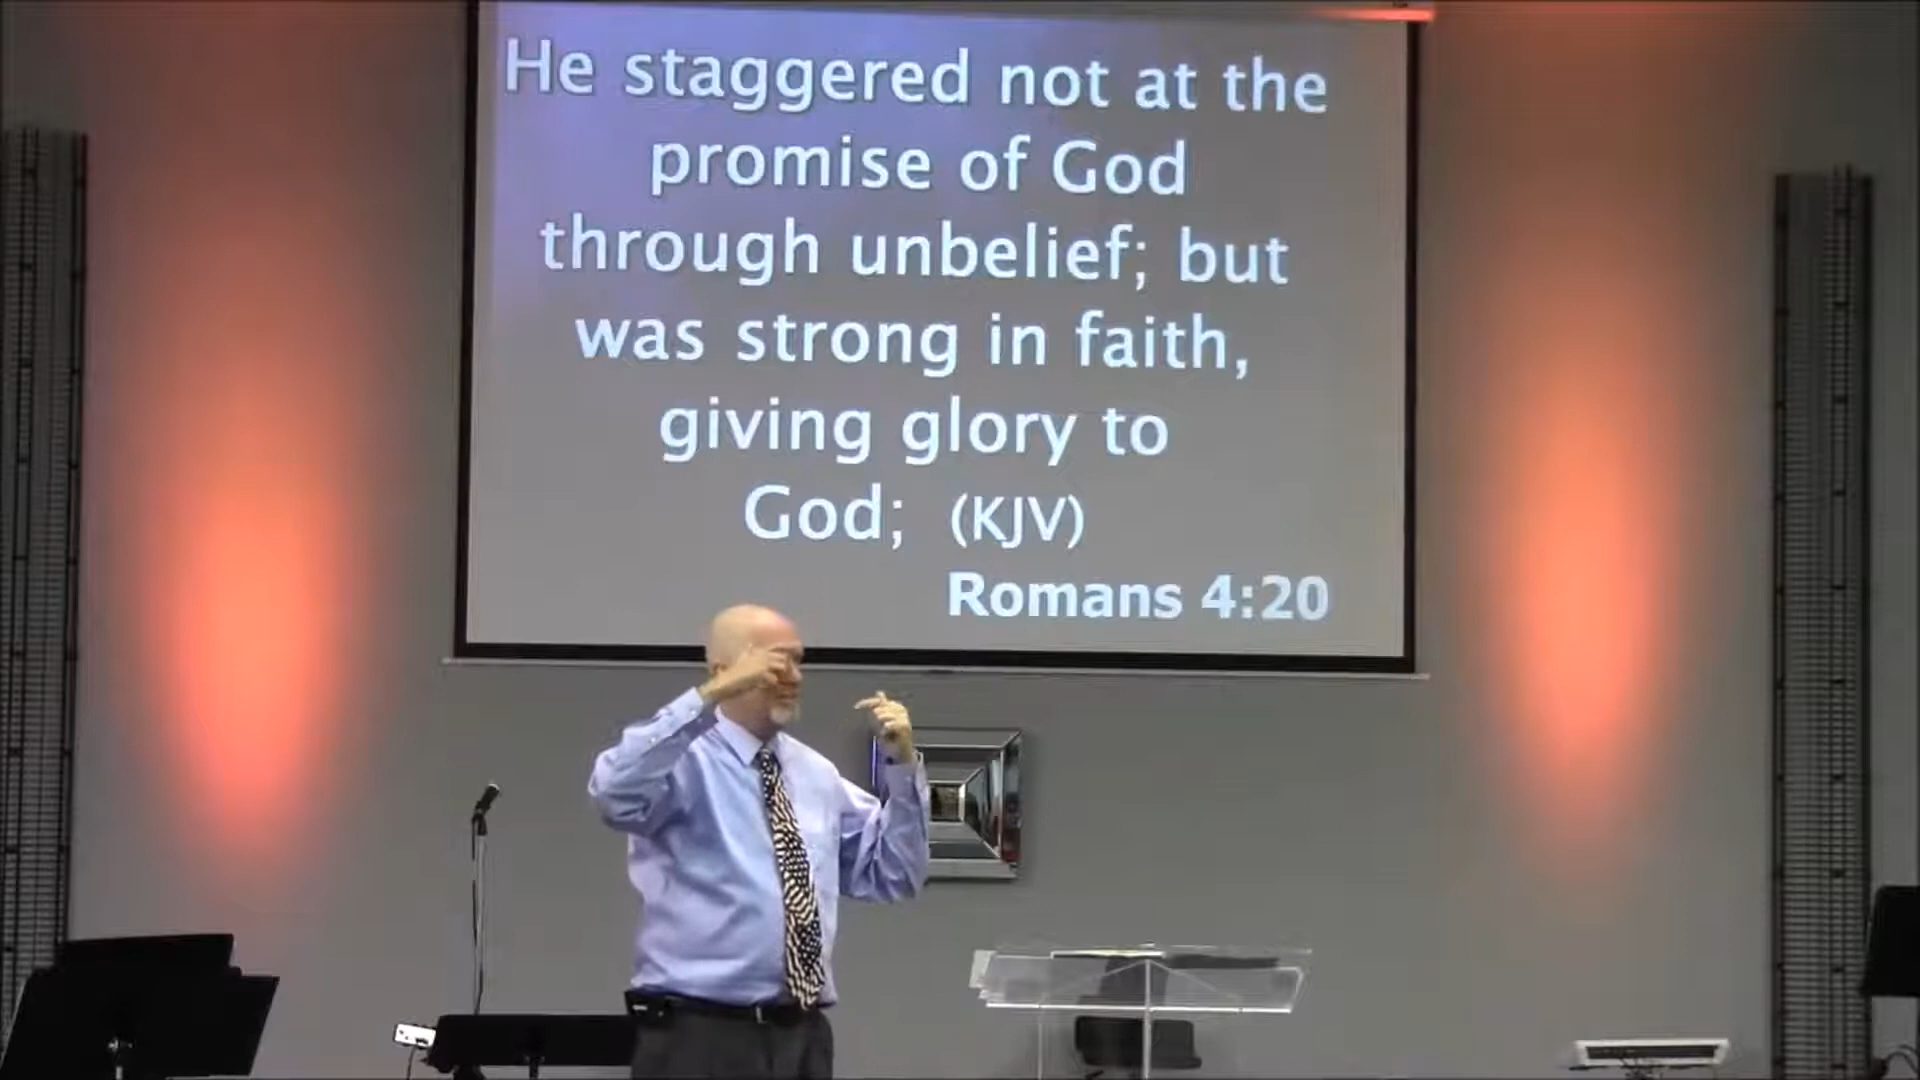 He staggered not at the
promise of God
through unbelief; but
was strong in faith,
giving glory to
God; (KJV)
Romans 4:20